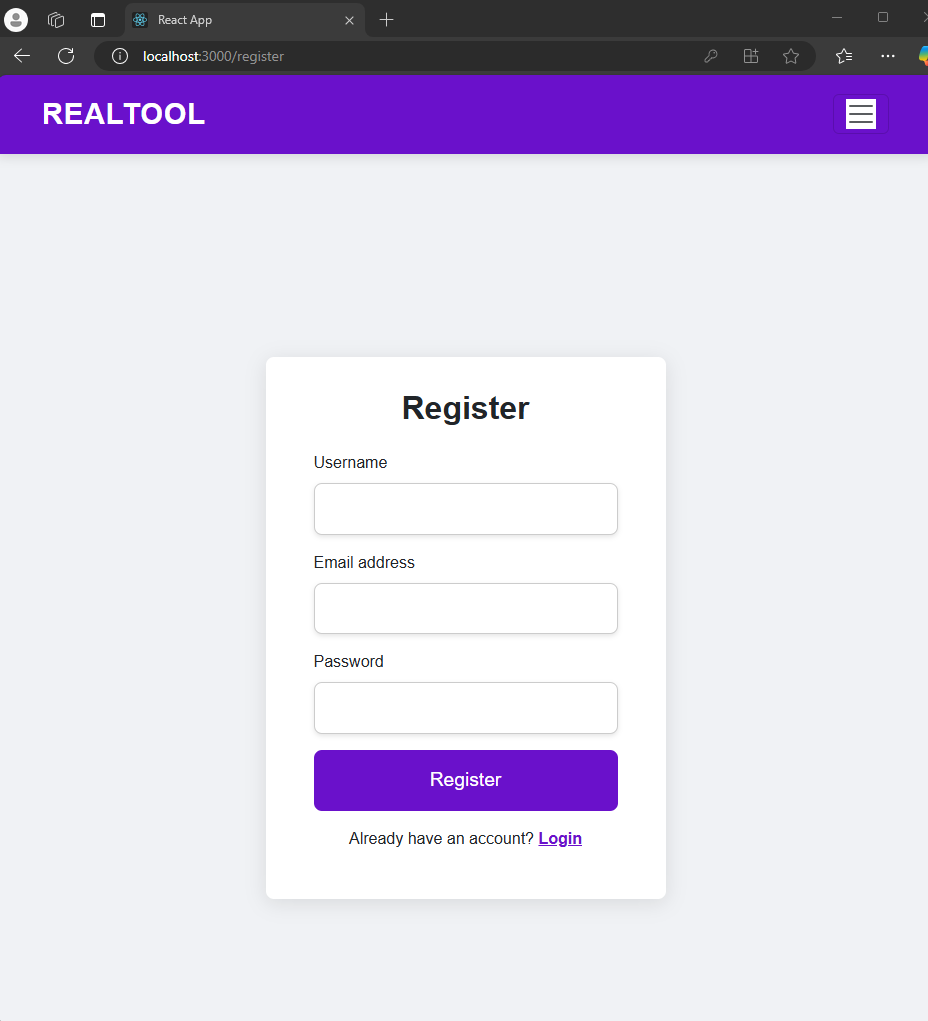 React App
localhost:3000/register
REALTOOL
Register
Username
Email address
Password
Register
Already have an account? Login